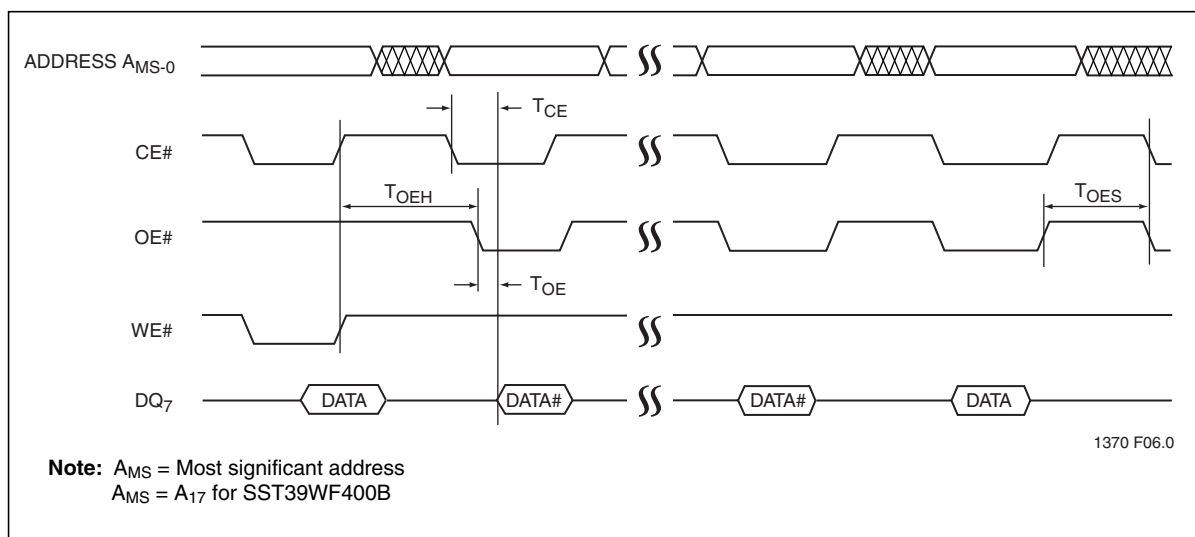 ADDRESS AMS-0
TCE
CE#
TOEH
TOES
OE#
TOE
WE#
DQ7
DATA
DATA#
DATA#
DATA
1370 F06.0
Note: AMS = Most significant address
AMS = A17 for SST39WF400B